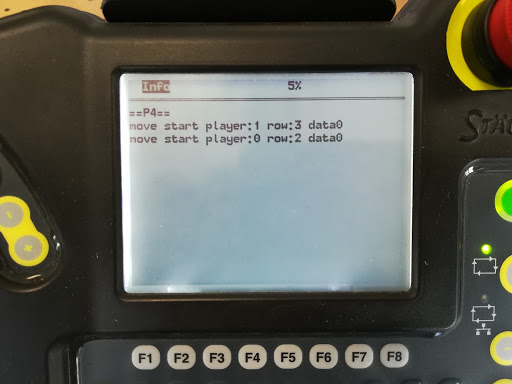 Info 5%
==P4==
move start player:1 row:3 data0
move start player:0 row:2 data0
STÄ
F1 F2 F3 F4 F5 F6 F7 F8